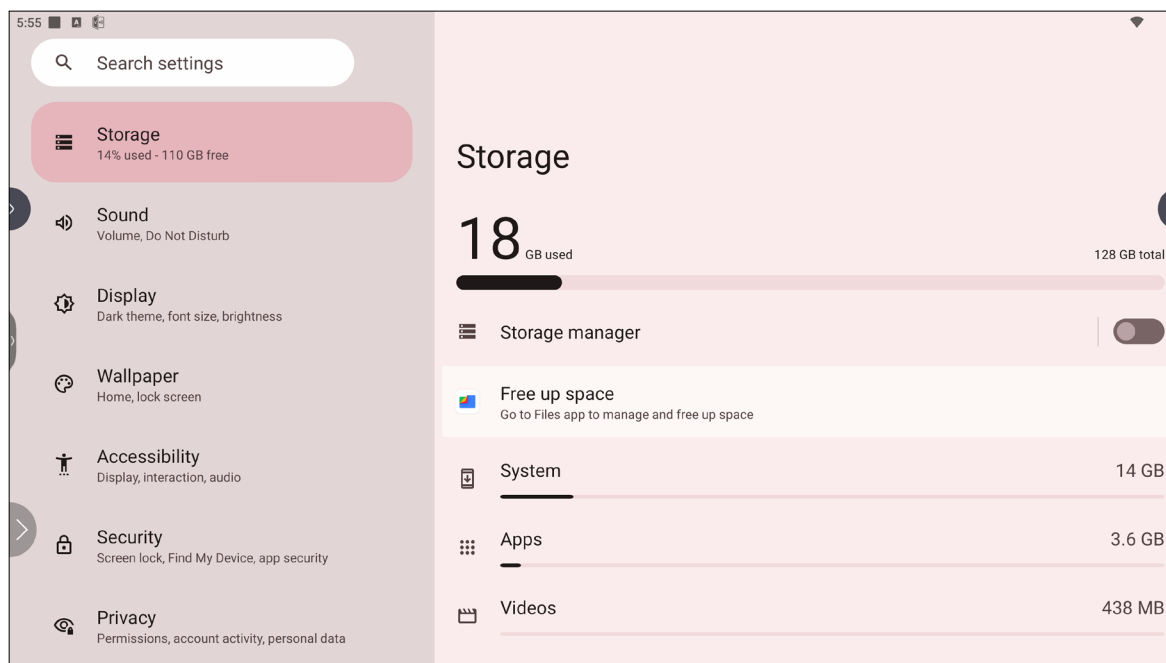 5:55
Search settings
Storage
14% used - 110 GB free
Sound
Volume, Do Not Disturb
Display
Dark theme, font size, brightness
Wallpaper
Home, lock screen
Accessibility
Display, interaction, audio
Security
Screen lock, Find My Device, app security
Privacy
Permissions, account activity, personal data
Storage
18 GB used
128 GB total
Storage manager
Free up space
Go to Files app to manage and free up space
System
14 GB
Apps
3.6 GB
Videos
438 MB